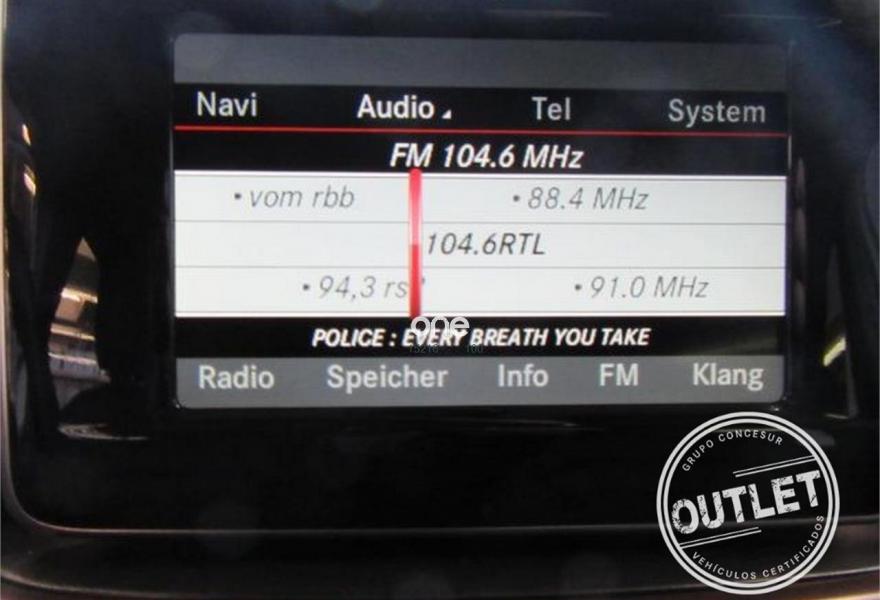 Navi Audio Tel System
FM 104.6 MHz
•vom rbb •88.4 MHz
104.6RTL
•94,3 rs •91.0 MHz
POLICE : EVERY BREATH YOU TAKE
one
Radio Speicher Info FM Klang
GRUPO CONCESUR
OUTLET
VEHÍCULOS CERTIFICADOS